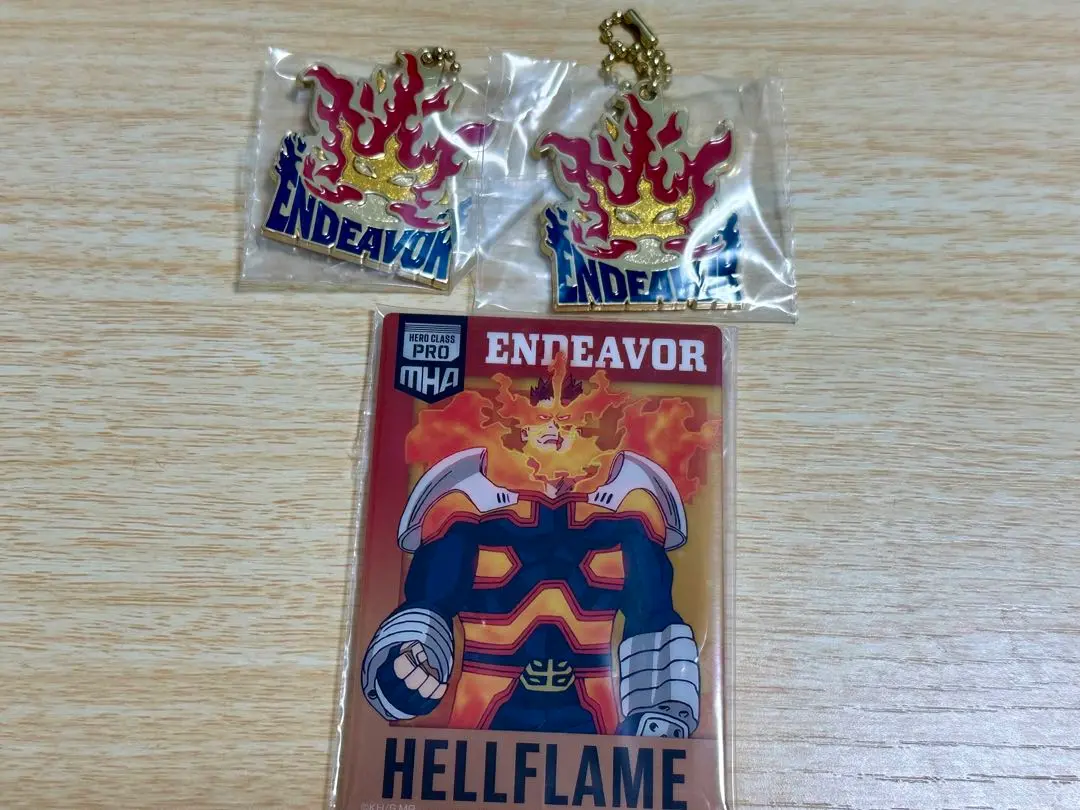 ENDEAVOR
ENDEAVOR
HERO CLASS
PRO
MHA
ENDEAVOR
HELLFLAME